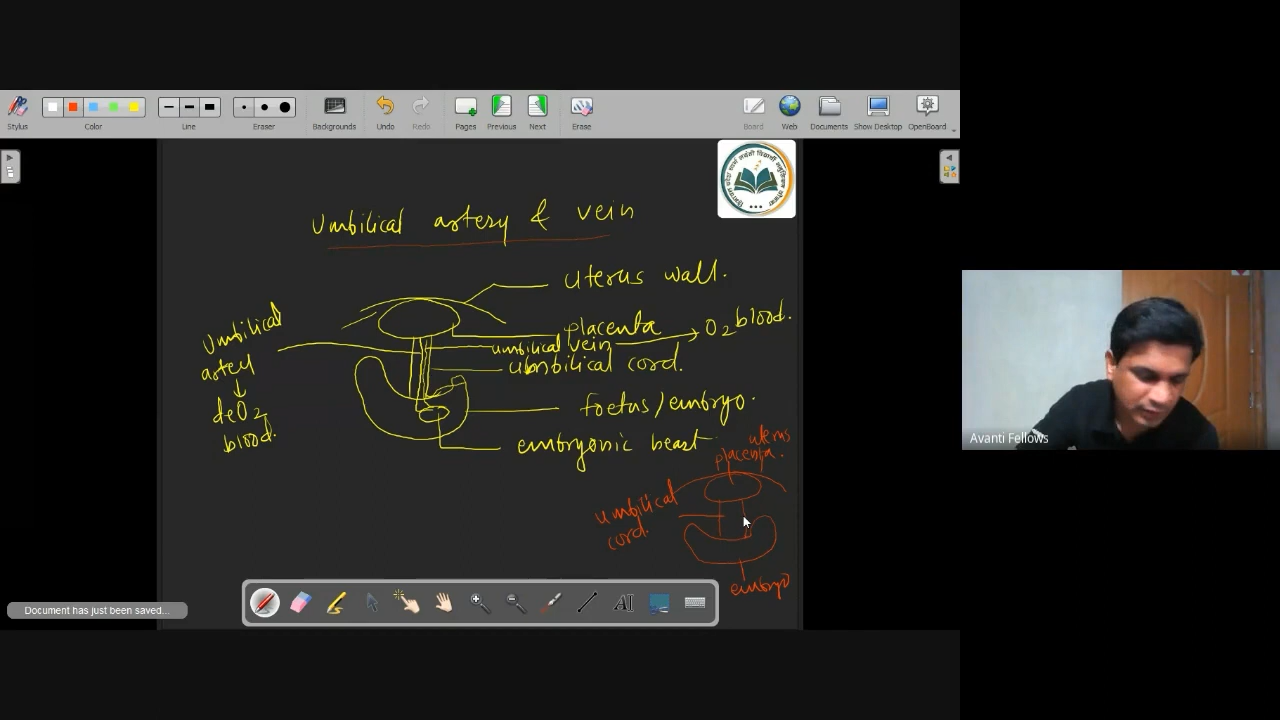 Stylus
Color
Line
Eraser
Backgrounds
Undo
Redo
Pages
Previous
Next
Erase
Board
Web
Documents
Show Desktop
OpenBoard
Umbilical artery & vein
uterus wall.
placenta → O2 blood.
umbilical vein
umbilical cord.
Umbilical
artery
↓
deO2
blood.
foetus/embryo.
embryonic beast
uterus
placenta.
umbilical
cord.
embryo
AI
Document has just been saved...
Avanti Fellows